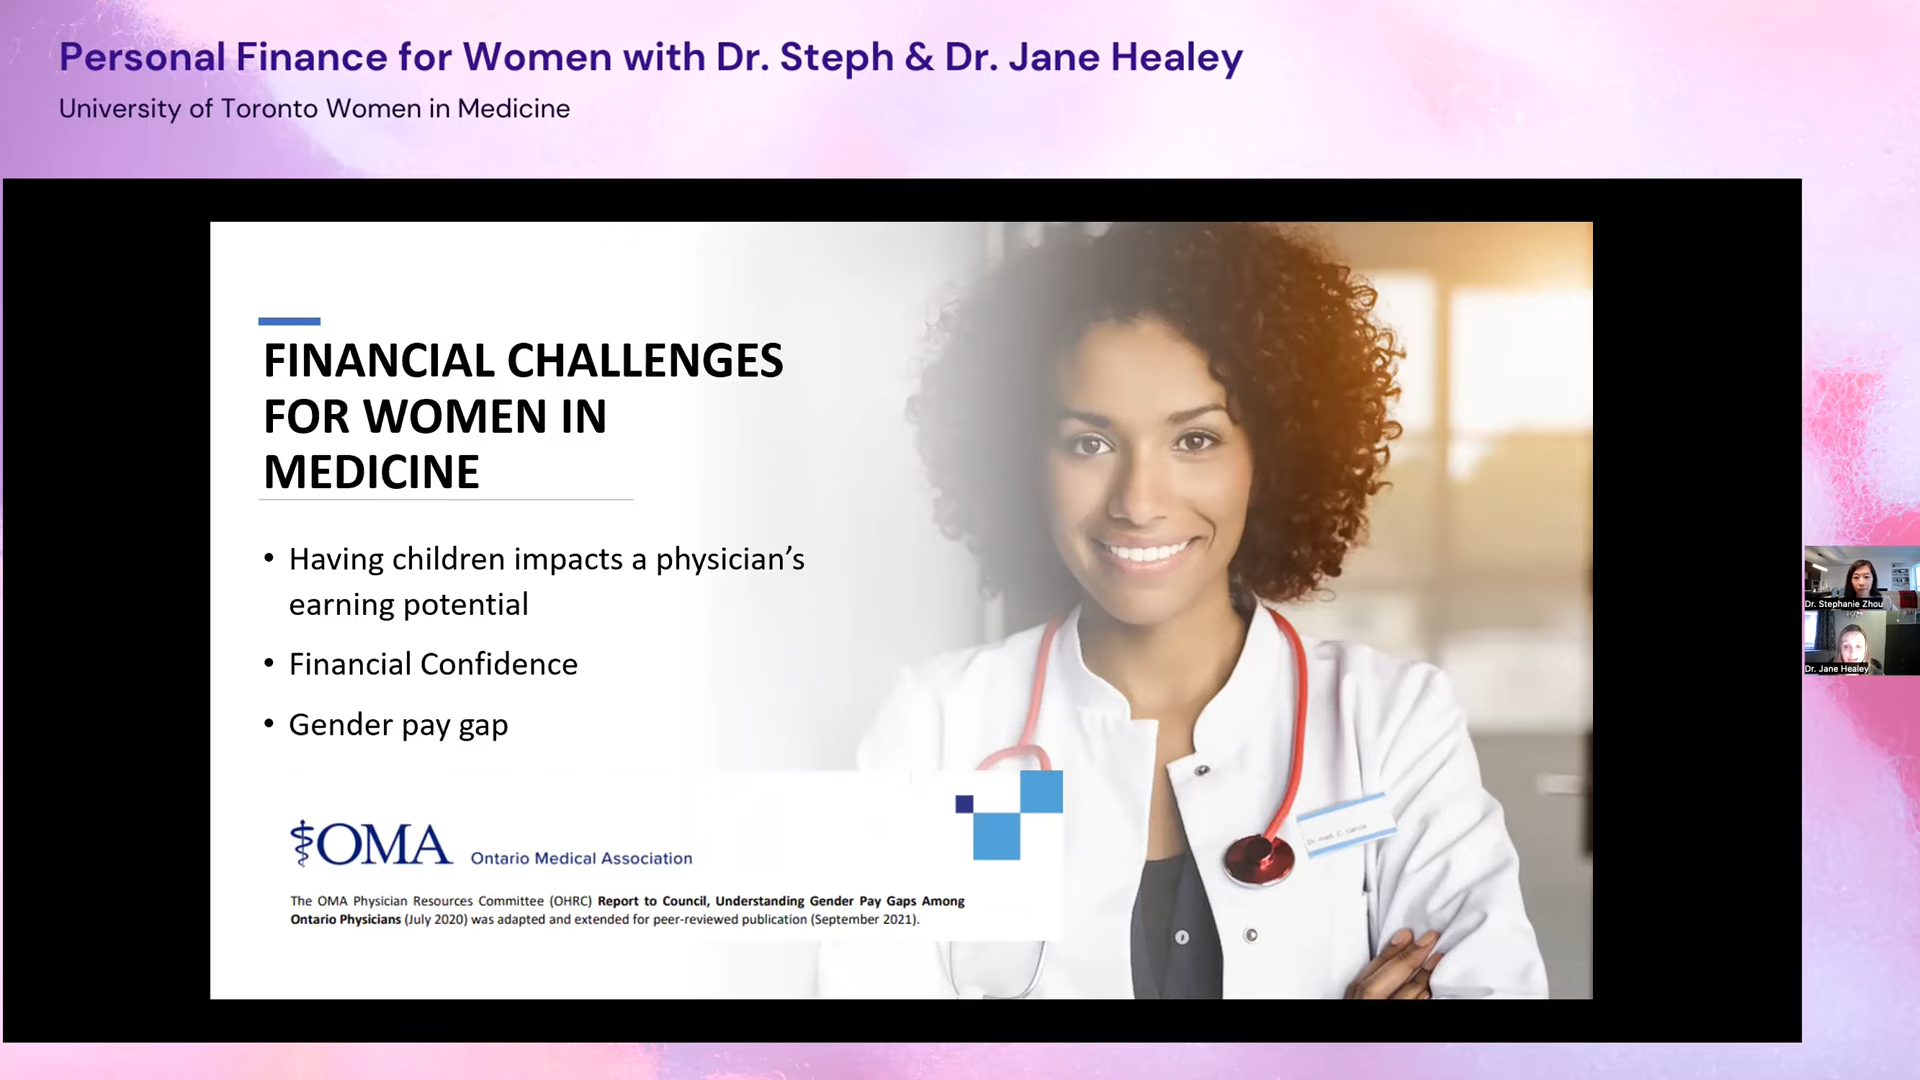 Personal Finance for Women with Dr. Steph & Dr. Jane Healey
University of Toronto Women in Medicine
FINANCIAL CHALLENGES
FOR WOMEN IN
MEDICINE
• Having children impacts a physician’s
earning potential
• Financial Confidence
• Gender pay gap
OMA Ontario Medical Association
The OMA Physician Resources Committee (OHRC) Report to Council, Understanding Gender Pay Gaps Among
Ontario Physicians (July 2020) was adapted and extended for peer-reviewed publication (September 2021).
Dr. med. C. Garcia
Dr. Stephanie Zhou
Dr. Jane Healey